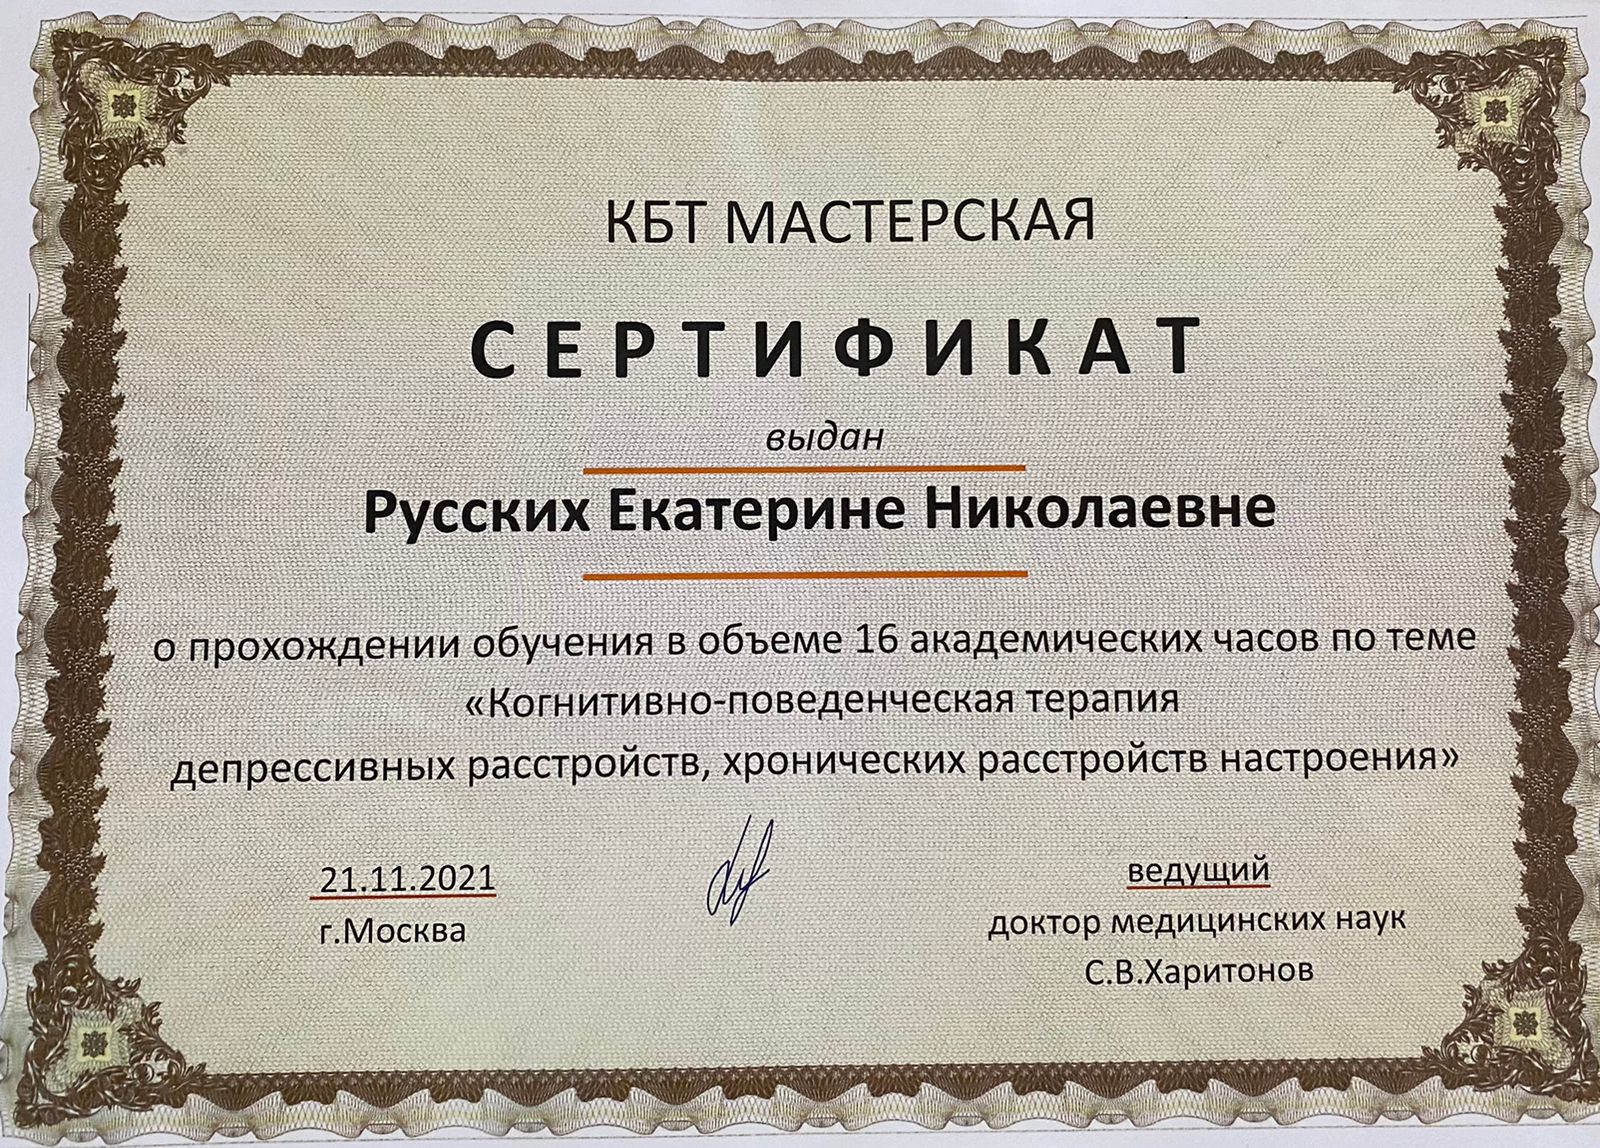 КБТ МАСТЕРСКАЯ
СЕРТИФИКАТ
выдан
Русских Екатерине Николаевне
о прохождении обучения в объеме 16 академических часов по теме
«Когнитивно-поведенческая терапия
депрессивных расстройств, хронических расстройств настроения»
21.11.2021
г.Москва
ведущий
доктор медицинских наук
С.В.Харитонов